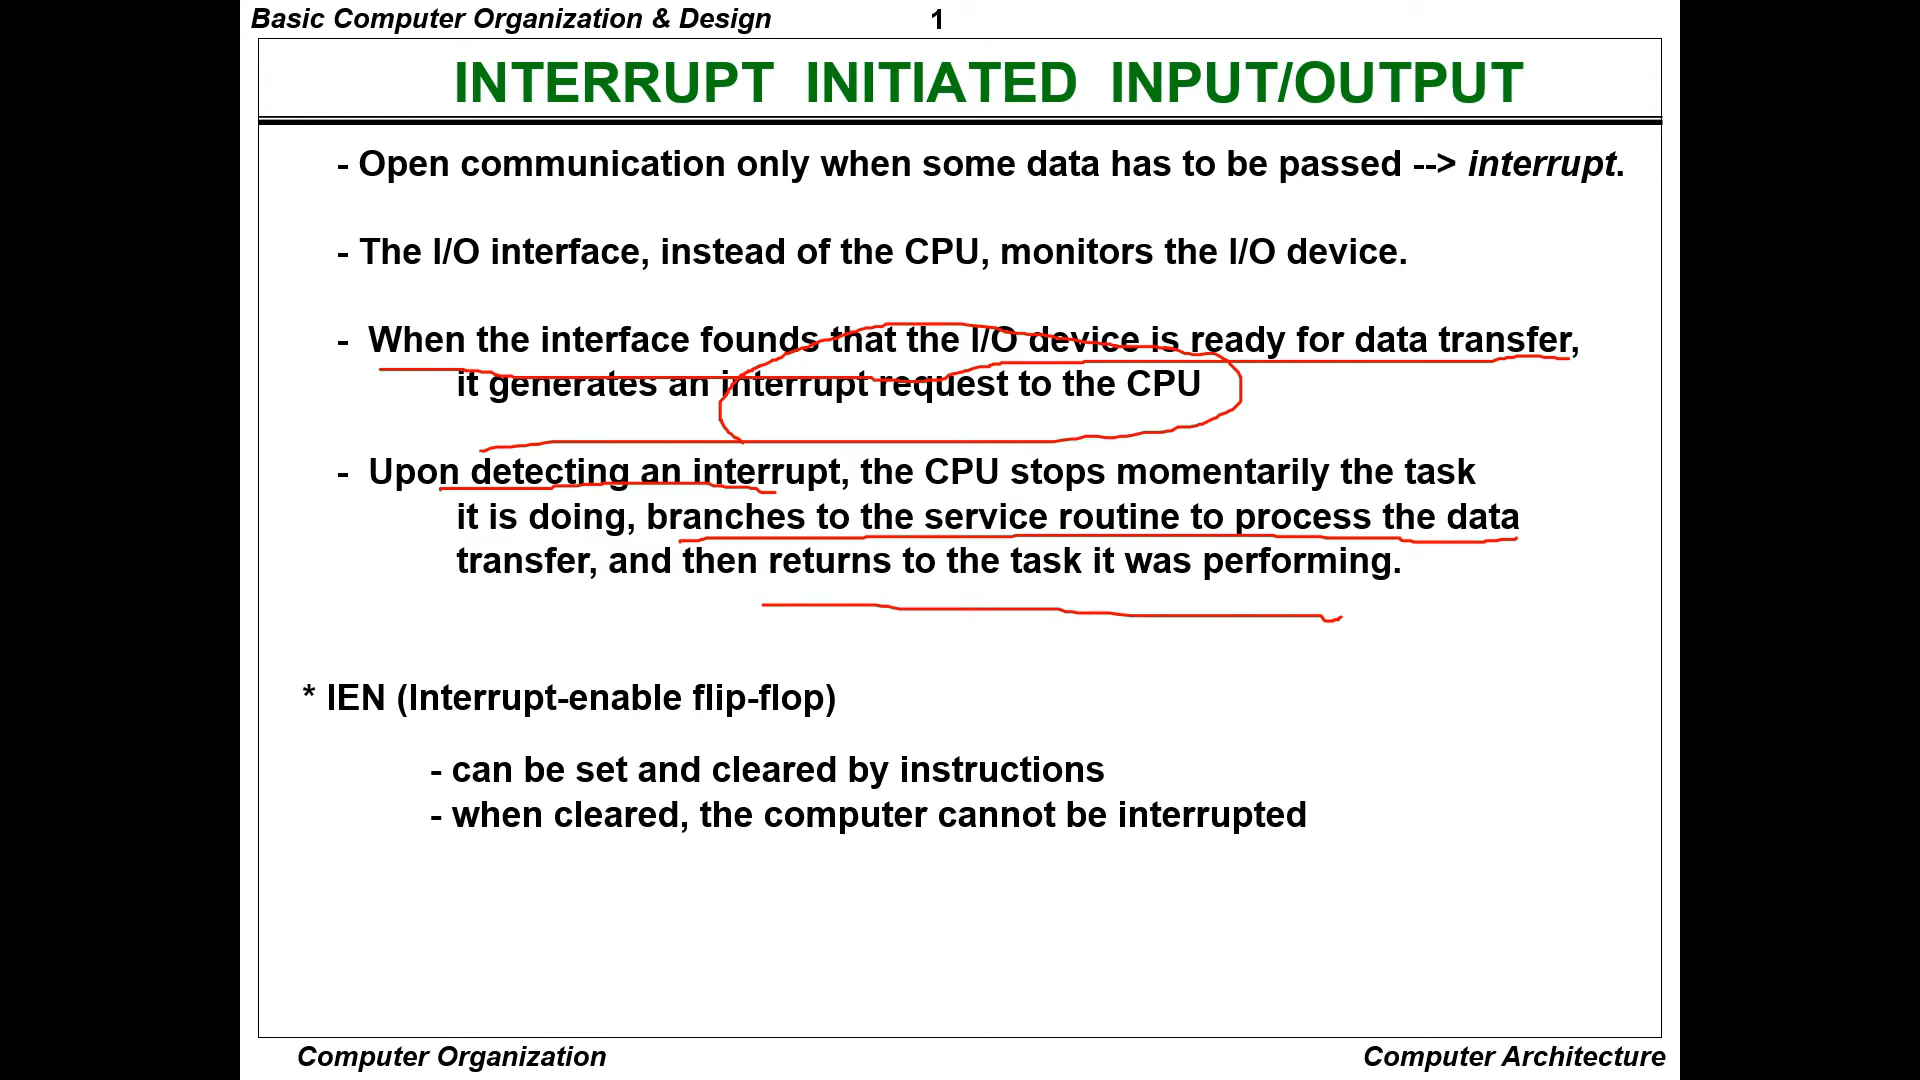 Basic Computer Organization & Design 1
INTERRUPT INITIATED INPUT/OUTPUT
- Open communication only when some data has to be passed --> interrupt.
- The I/O interface, instead of the CPU, monitors the I/O device.
- When the interface founds that the I/O device is ready for data transfer,
it generates an interrupt request to the CPU
- Upon detecting an interrupt, the CPU stops momentarily the task
it is doing, branches to the service routine to process the data
transfer, and then returns to the task it was performing.
* IEN (Interrupt-enable flip-flop)
- can be set and cleared by instructions
- when cleared, the computer cannot be interrupted
Computer Organization Computer Architecture